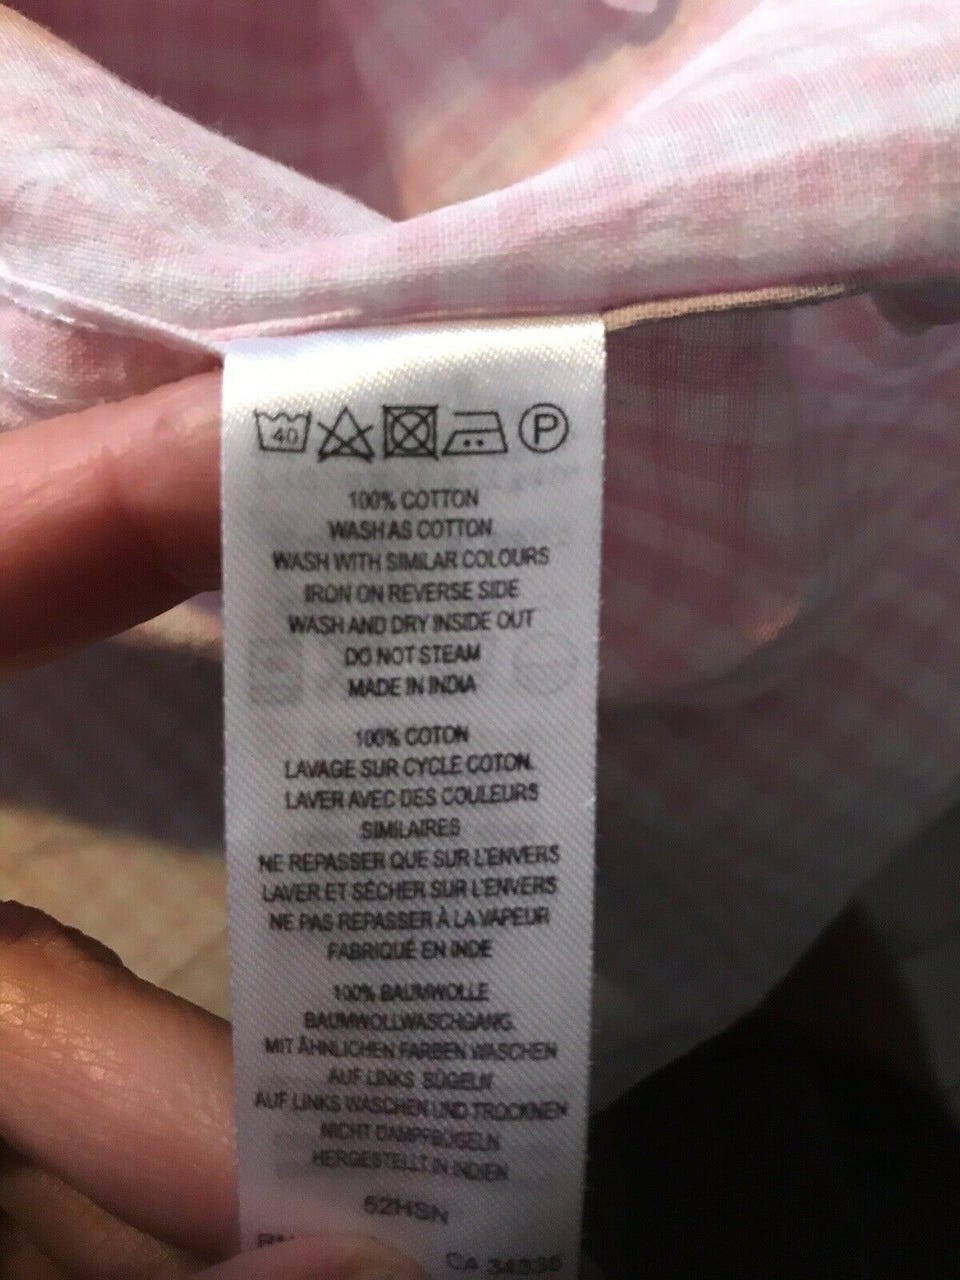 40 P
100% COTTON
WASH AS COTTON
WASH WITH SIMILAR COLOURS
IRON ON REVERSE SIDE
WASH AND DRY INSIDE OUT
DO NOT STEAM
MADE IN INDIA
100% COTON
LAVAGE SUR CYCLE COTON.
LAVER AVEC DES COULEURS
SIMILAIRES
NE REPASSER QUE SUR L'ENVERS
LAVER ET SÉCHER SUR L'ENVERS
NE PAS REPASSER À LA VAPEUR
FABRIQUÉ EN INDE
100% BAUMWOLLE
BAUMWOLLWASCHGANG.
MIT ÄHNLICHEN FARBEN WASCHEN
AUF LINKS BÜGELN
AUF LINKS WASCHEN UND TROCKNEN
NICHT DAMPFBÜGELN
HERGESTELLT IN INDIEN
52HSN
CA 34336